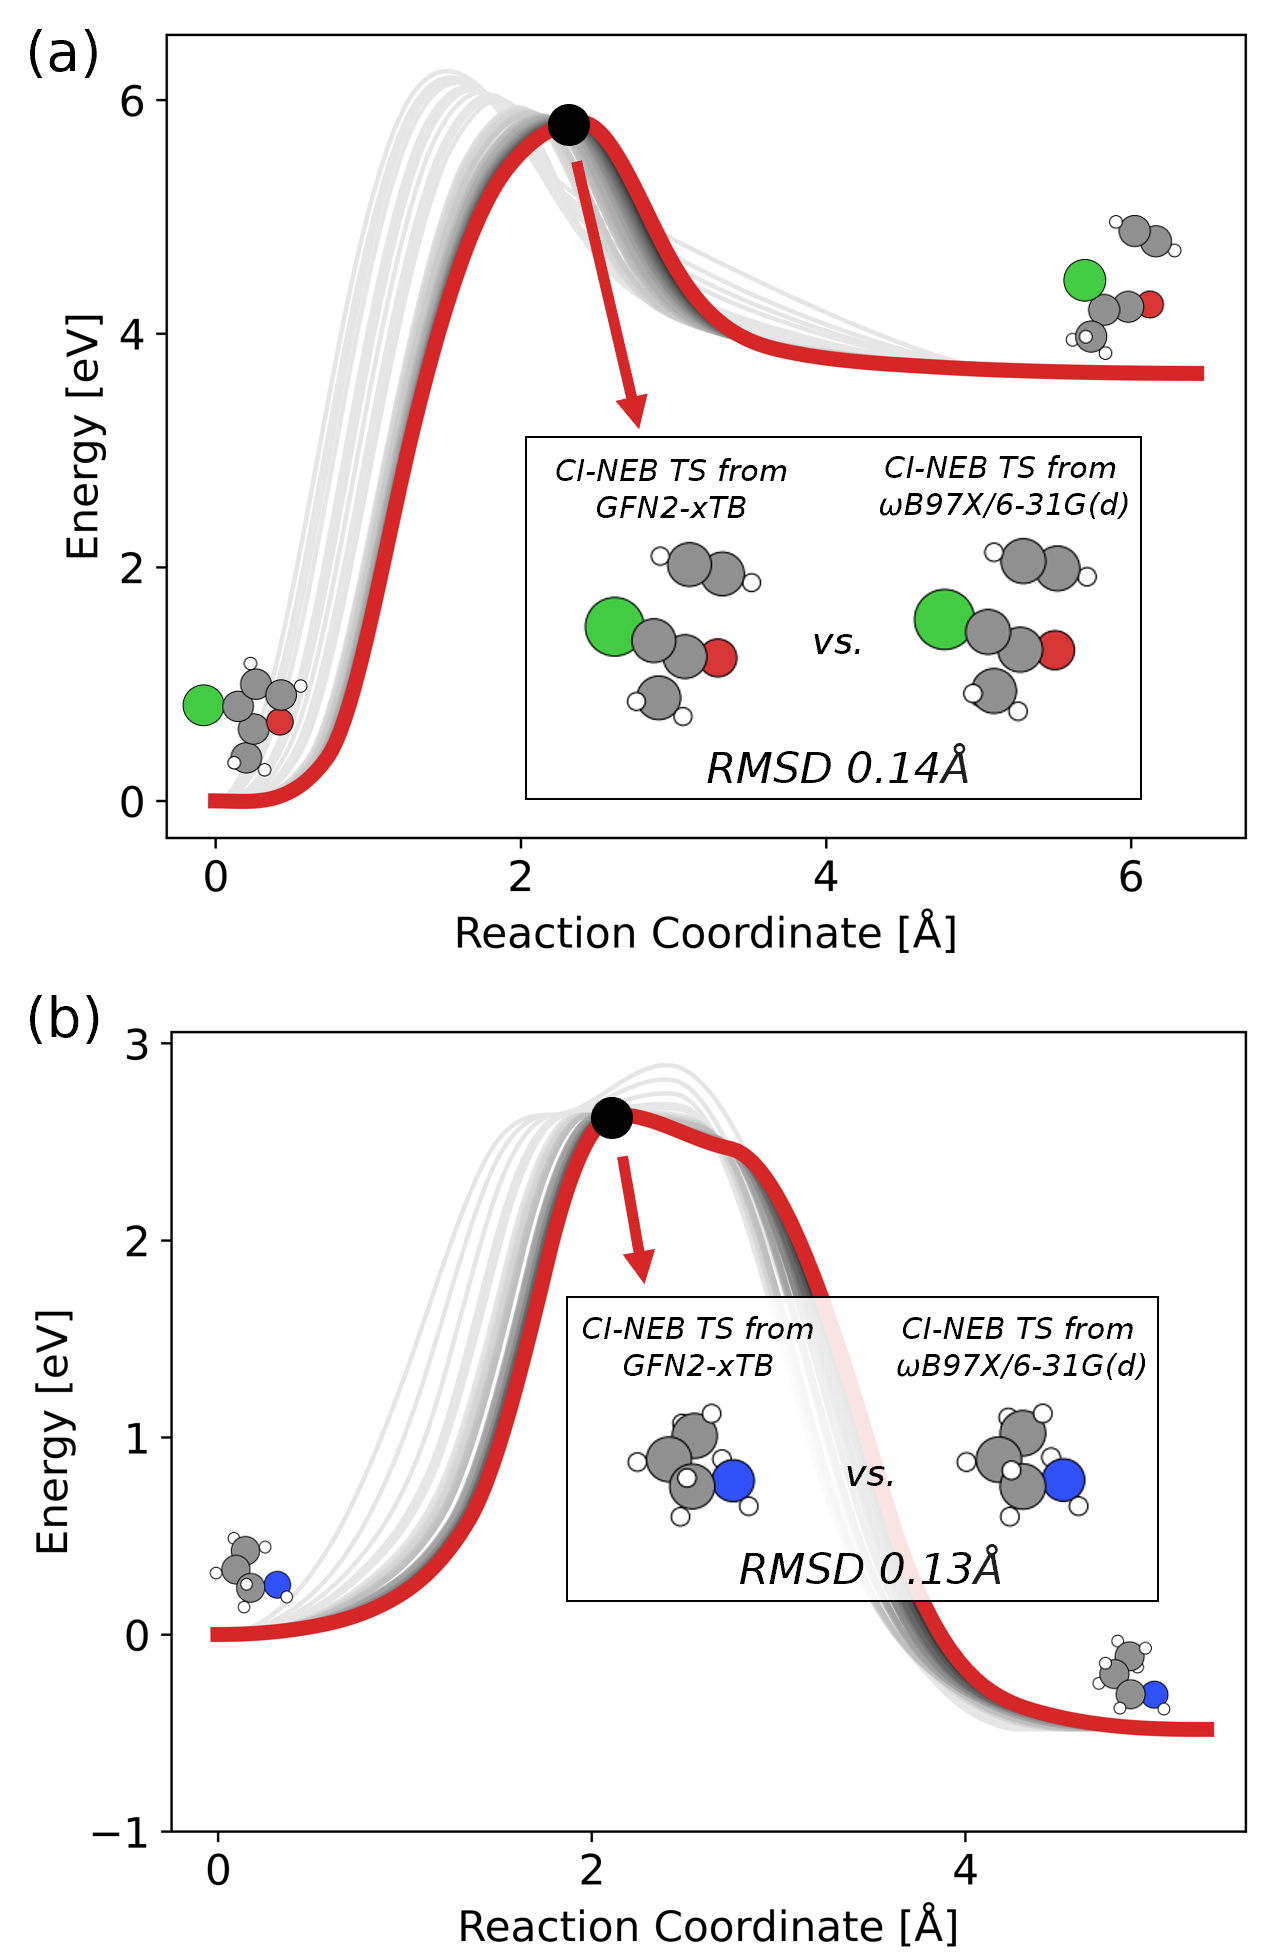 (a)
6
4
2
0
Energy [eV]
CI-NEB TS from
GFN2-xTB
CI-NEB TS from
ωB97X/6-31G(d)
vs.
RMSD 0.14Å
0 2 4 6
Reaction Coordinate [Å]
(b)
3
2
1
0
−1
Energy [eV]
CI-NEB TS from
GFN2-xTB
CI-NEB TS from
ωB97X/6-31G(d)
vs.
RMSD 0.13Å
0 2 4
Reaction Coordinate [Å]